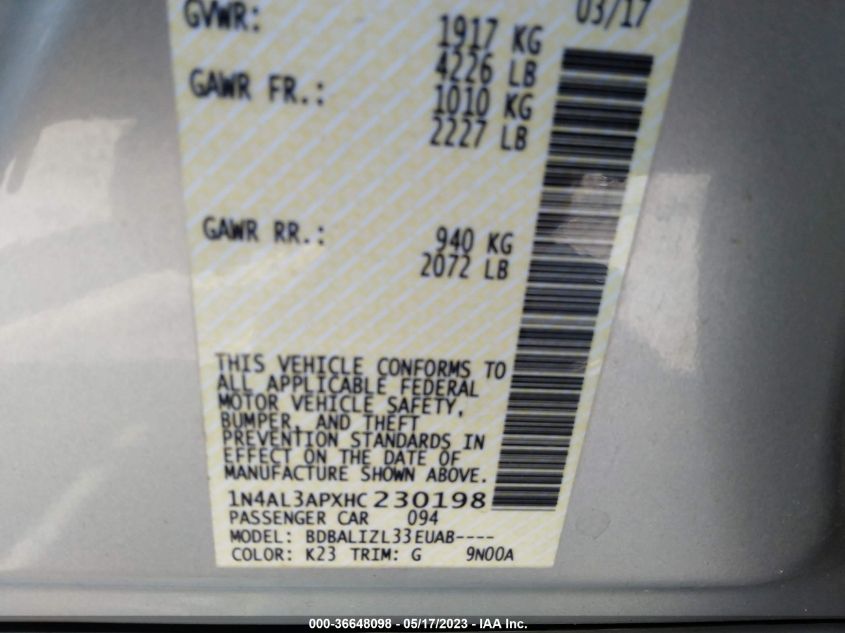 03/17
GVWR: 1917 KG
4226 LB
GAWR FR.: 1010 KG
2227 LB
GAWR RR.: 940 KG
2072 LB
THIS VEHICLE CONFORMS TO
ALL APPLICABLE FEDERAL
MOTOR VEHICLE SAFETY,
BUMPER, AND THEFT
PREVENTION STANDARDS IN
EFFECT ON THE DATE OF
MANUFACTURE SHOWN ABOVE.
1N4AL3APXHC230198
PASSENGER CAR 094
MODEL: BDBALIZL33EUAB----
COLOR: K23 TRIM: G 9N00A
000-36648098 - 05/17/2023 - IAA Inc.